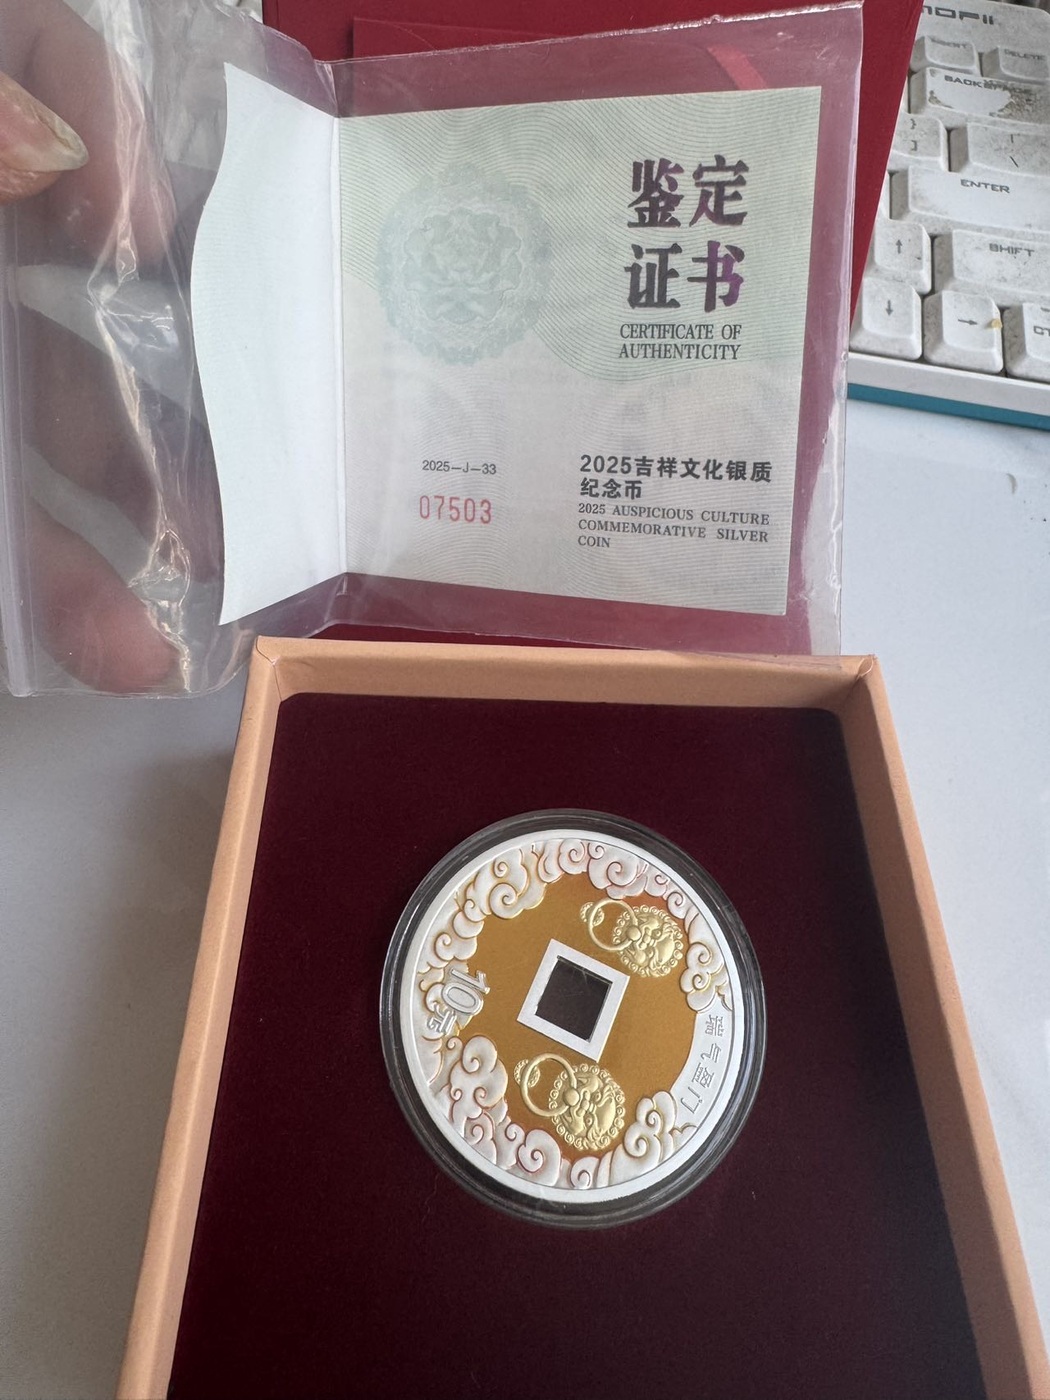 鉴定
证书
CERTIFICATE OF
AUTHENTICITY
2025-J-33
07503
2025吉祥文化银质
纪念币
2025 AUSPICIOUS CULTURE
COMMEMORATIVE SILVER
COIN
10元
瑞气盈门
DELETE
BACKSPACE
ENTER
SHIFT